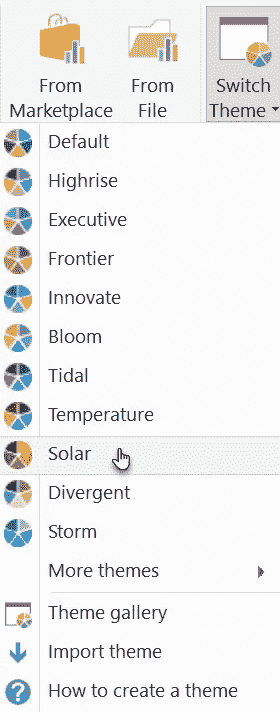 From
Marketplace
From
File
Switch
Theme
Default
Highrise
Executive
Frontier
Innovate
Bloom
Tidal
Temperature
Solar
Divergent
Storm
More themes
Theme gallery
Import theme
How to create a theme